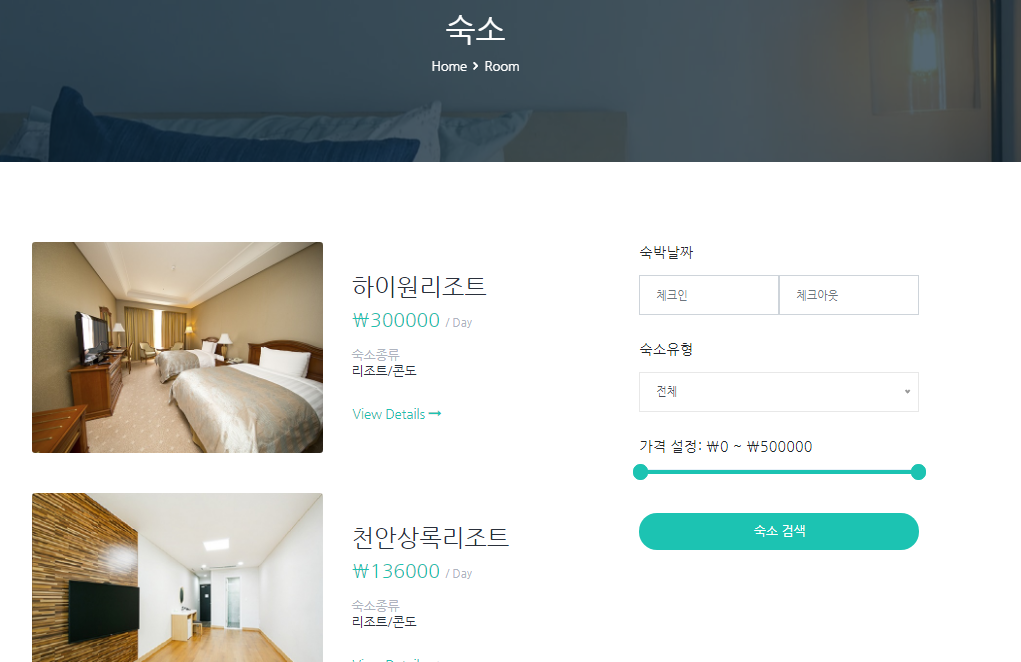 숙소
Home > Room
하이원리조트
₩300000 / Day
숙소종류
리조트/콘도
View Details →
천안상록리조트
₩136000 / Day
숙소종류
리조트/콘도
숙박날짜
체크인 체크아웃
숙소유형
전체
가격 설정: ₩0 ~ ₩500000
숙소 검색